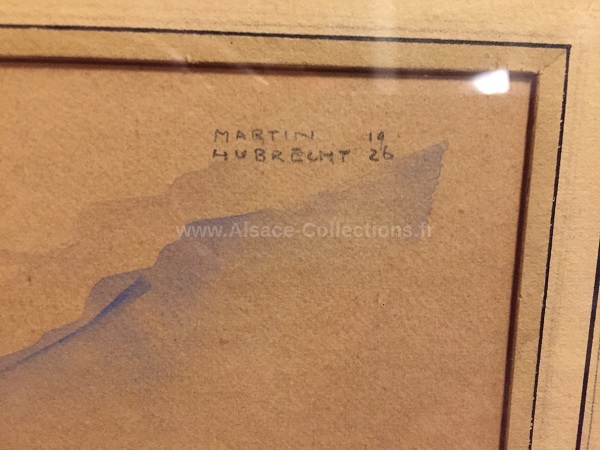 MARTIN 19
HUBRECHT 26
www.Alsace-Collections.fr